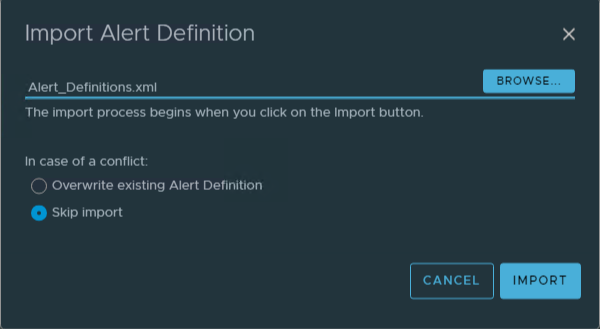 Import Alert Definition
Alert_Definitions.xml
BROWSE...
The import process begins when you click on the Import button.
In case of a conflict:
Overwrite existing Alert Definition
Skip import
CANCEL
IMPORT